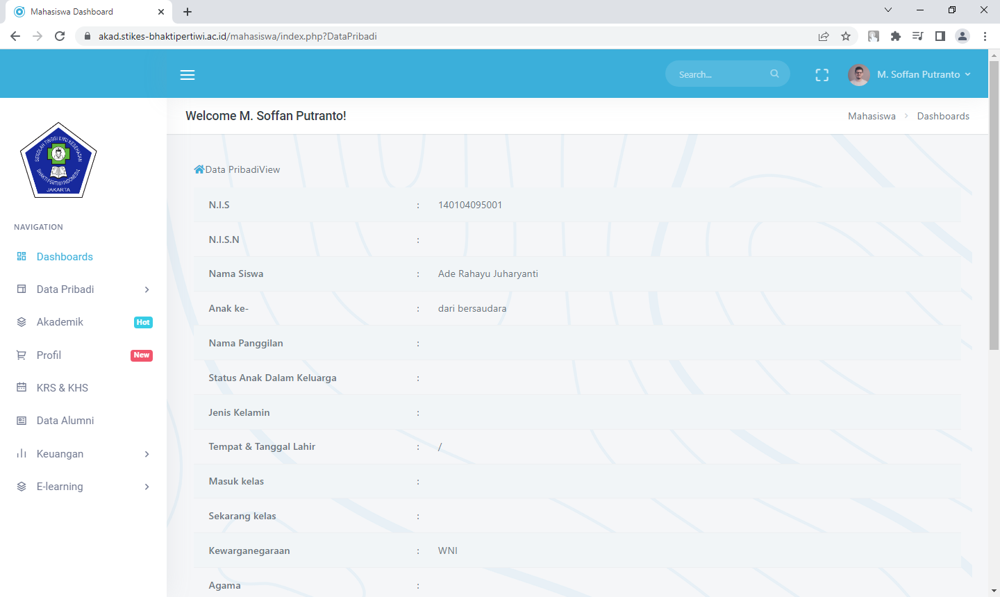 Mahasiswa Dashboard
akad.stikes-bhaktipertiwi.ac.id/mahasiswa/index.php?DataPribadi
Search...
M. Soffan Putranto
Welcome M. Soffan Putranto!
Mahasiswa > Dashboards
SEKOLAH TINGGI ILMU KESEHATAN
BHAKTI PERTIWI INDONESIA
JAKARTA
NAVIGATION
Dashboards
Data Pribadi
Akademik Hot
Profil New
KRS & KHS
Data Alumni
Keuangan
E-learning
Data PribadiView
N.I.S : 140104095001
N.I.S.N :
Nama Siswa : Ade Rahayu Juharyanti
Anak ke- : dari bersaudara
Nama Panggilan :
Status Anak Dalam Keluarga :
Jenis Kelamin :
Tempat & Tanggal Lahir : /
Masuk kelas :
Sekarang kelas :
Kewarganegaraan : WNI
Agama :